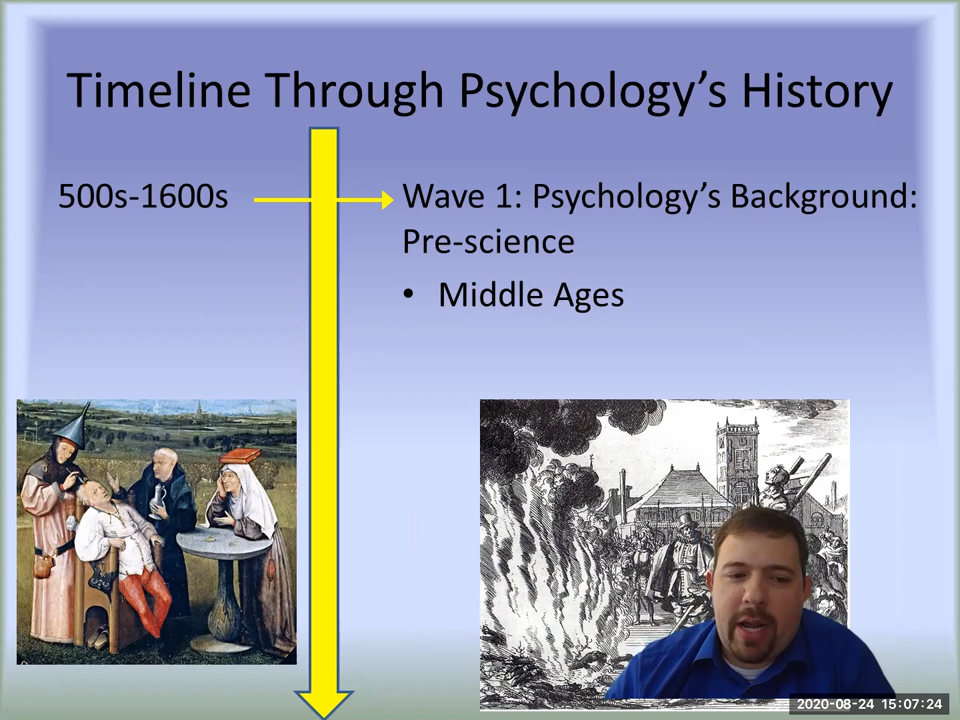 Timeline Through Psychology’s History
500s-1600s
Wave 1: Psychology’s Background:
Pre-science
• Middle Ages
2020-08-24 15:07:24